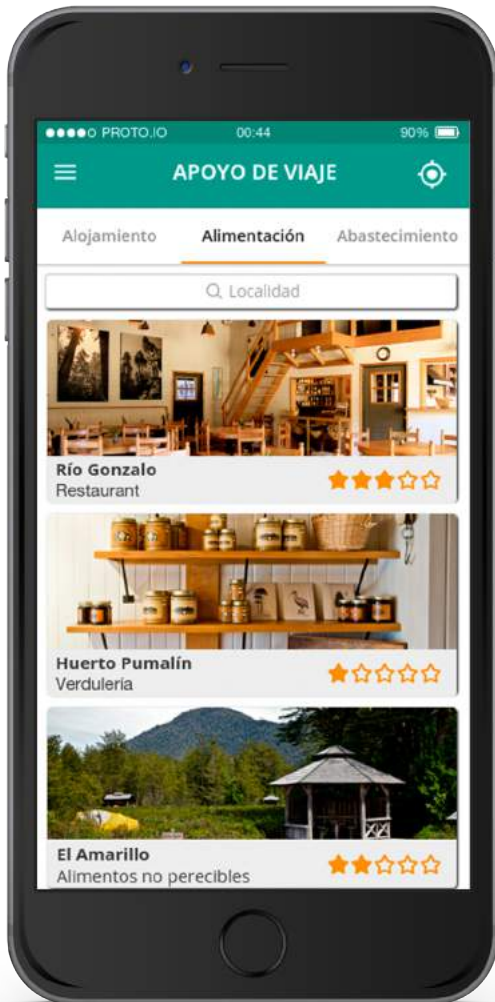 PROTO.IO 00:44 90%
APOYO DE VIAJE
Alojamiento Alimentación Abastecimiento
Localidad
Río Gonzalo
Restaurant
Huerto Pumalín
Verdulería
El Amarillo
Alimentos no perecibles